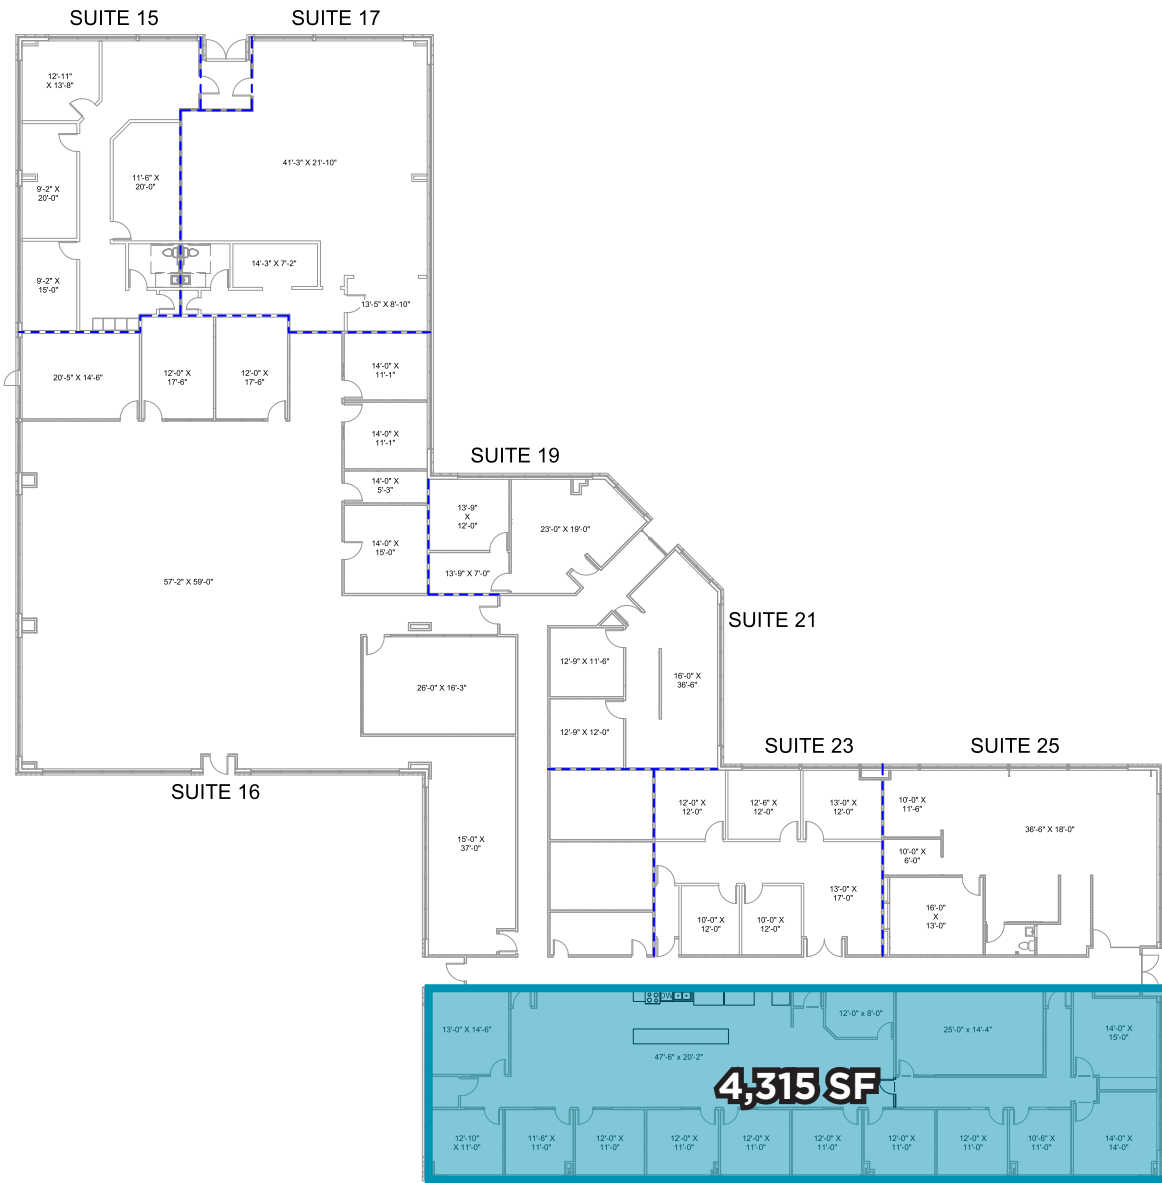 SUITE 15
SUITE 17
12'-11"
X 13'-8"
41'-3" X 21'-10"
11'-6" X
20'-0"
9'-2" X
20'-0"
14'-3" X 7'-2"
9'-2" X
15'-0"
13'-5" X 8'-10"
20'-5" X 14'-6"
12'-0" X
17'-6"
12'-0" X
17'-6"
14'-0" X
11'-1"
14'-0" X
11'-1"
SUITE 19
14'-0" X
5'-3"
13'-9"
X
12'-0"
23'-0" X 19'-0"
14'-0" X
15'-0"
13'-9" X 7'-0"
57'-2" X 59'-0"
SUITE 21
12'-9" X 11'-6"
16'-0" X
36'-6"
26'-0" X 16'-3"
12'-9" X 12'-0"
SUITE 23
SUITE 25
SUITE 16
12'-0" X
12'-0"
12'-6" X
12'-0"
13'-0" X
12'-0"
10'-0" X
11'-6"
36'-6" X 18'-0"
15'-0" X
37'-0"
10'-0" X
6'-0"
13'-0" X
17'-0"
16'-0"
X
13'-0"
10'-0" X
12'-0"
10'-0" X
12'-0"
DW
13'-0" X 14'-6"
12'-0" x 8'-0"
25'-0" x 14'-4"
14'-0" X
15'-0"
47'-6" x 20'-2"
4,315 SF
12'-10"
X 11'-0"
11'-6" X
11'-0"
12'-0" X
11'-0"
12'-0" X
11'-0"
12'-0" X
11'-0"
12'-0" X
11'-0"
12'-0" X
11'-0"
12'-0" X
11'-0"
10'-6" X
11'-0"
14'-0" X
14'-0"